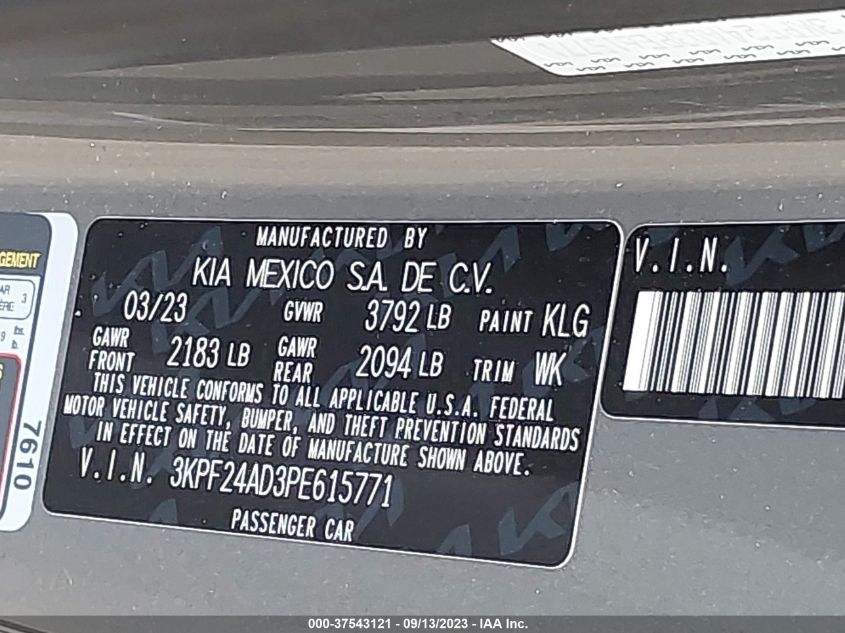 MANUFACTURED BY
KIA MEXICO S.A. DE C.V.
03/23 GVWR 3792 LB PAINT KLG
GAWR FRONT 2183 LB GAWR REAR 2094 LB TRIM WK
THIS VEHICLE CONFORMS TO ALL APPLICABLE U.S.A. FEDERAL
MOTOR VEHICLE SAFETY, BUMPER, AND THEFT PREVENTION STANDARDS
IN EFFECT ON THE DATE OF MANUFACTURE SHOWN ABOVE.
V.I.N. 3KPF24AD3PE615771
PASSENGER CAR
V.I.N.
7610
000-37543121 - 09/13/2023 - IAA Inc.